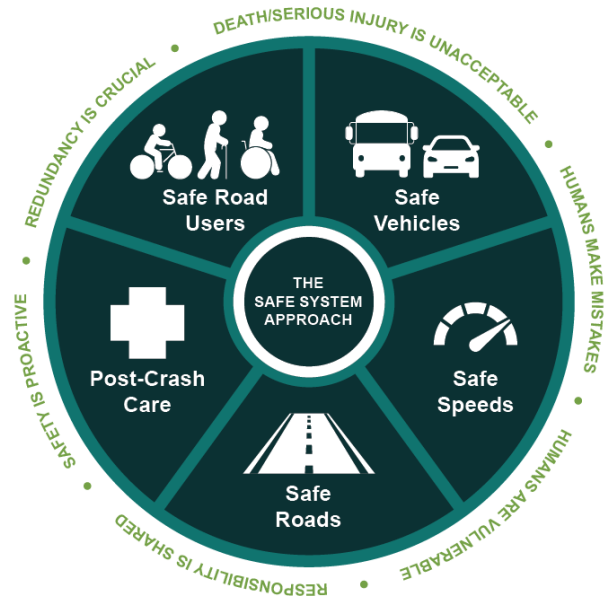 DEATH/SERIOUS INJURY IS UNACCEPTABLE
HUMANS MAKE MISTAKES
HUMANS ARE VULNERABLE
RESPONSIBILITY IS SHARED
SAFETY IS PROACTIVE
REDUNDANCY IS CRUCIAL
Safe Road
Users
Safe
Vehicles
Safe
Speeds
Safe
Roads
Post-Crash
Care
THE
SAFE SYSTEM
APPROACH